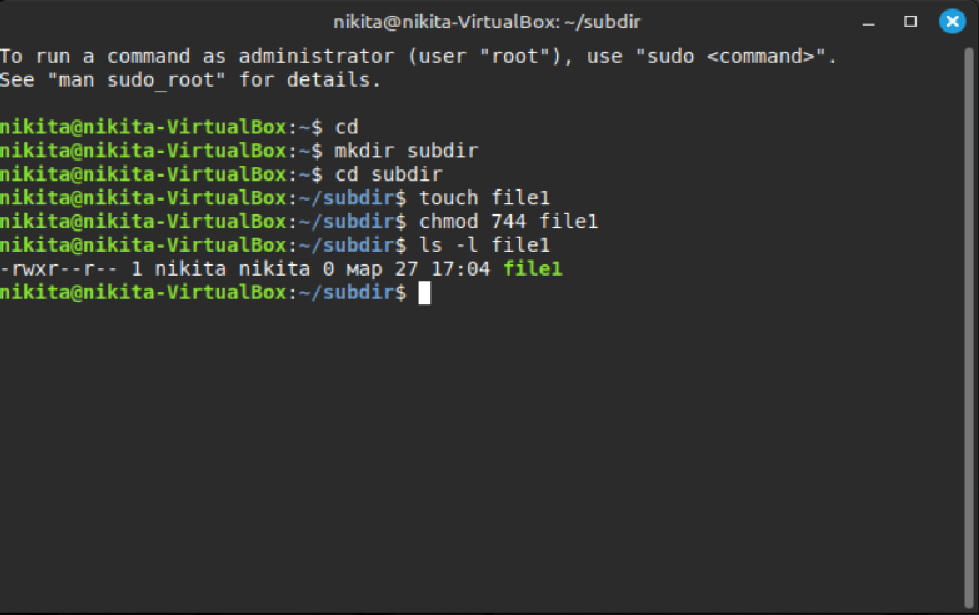 nikita@nikita-VirtualBox: ~/subdir
To run a command as administrator (user "root"), use "sudo <command>".
See "man sudo_root" for details.
nikita@nikita-VirtualBox:~$ cd
nikita@nikita-VirtualBox:~$ mkdir subdir
nikita@nikita-VirtualBox:~$ cd subdir
nikita@nikita-VirtualBox:~/subdir$ touch file1
nikita@nikita-VirtualBox:~/subdir$ chmod 744 file1
nikita@nikita-VirtualBox:~/subdir$ ls -l file1
-rwxr--r-- 1 nikita nikita 0 мар 27 17:04 file1
nikita@nikita-VirtualBox:~/subdir$